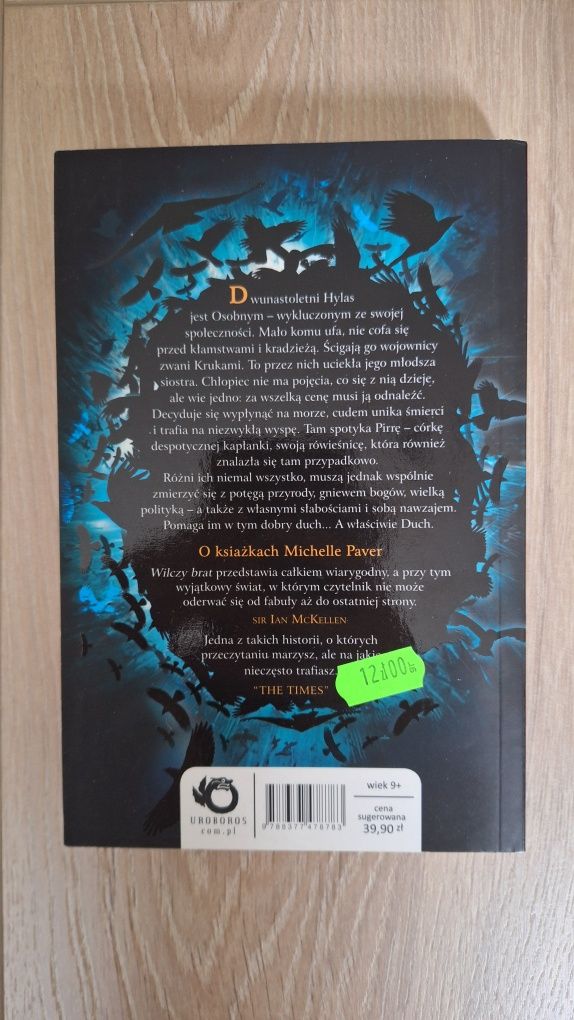 Dwunastoletni Hylas
jest Osobnym – wykluczonym ze swojej
społeczności. Mało komu ufa, nie cofa się
przed kłamstwami i kradzieżą. Ścigają go wojownicy
zwani Krukami. To przez nich uciekła jego młodsza
siostra. Chłopiec nie ma pojęcia, co się z nią dzieję,
ale wie jedno: za wszelką cenę musi ją odnaleźć.
Decyduje się wypłynąć na morze, cudem unika śmierci
i trafia na niezwykłą wyspę. Tam spotyka Pirrę – córkę
despotycznej kapłanki, swoją rówieśnicę, która również
znalazła się tam przypadkowo.
Różni ich niemal wszystko, muszą jednak wspólnie
zmierzyć się z potęgą przyrody, gniewem bogów, wielką
polityką – a także z własnymi słabościami i sobą nawzajem.
Pomaga im w tym dobry duch... A właściwie Duch.
O książkach Michelle Paver
Wilczy brat przedstawia całkiem wiarygodny, a przy tym
wyjątkowy świat, w którym czytelnik nie może
oderwać się od fabuły aż do ostatniej strony.
SIR IAN MCKELLEN
Jedna z takich historii, o których
przeczytaniu marzysz, ale na jakie
nieczęsto trafiasz.
"THE TIMES"
12,00
UROBOROS
com.pl
9788377478783
wiek 9+
cena
sugerowana
39,90 zł